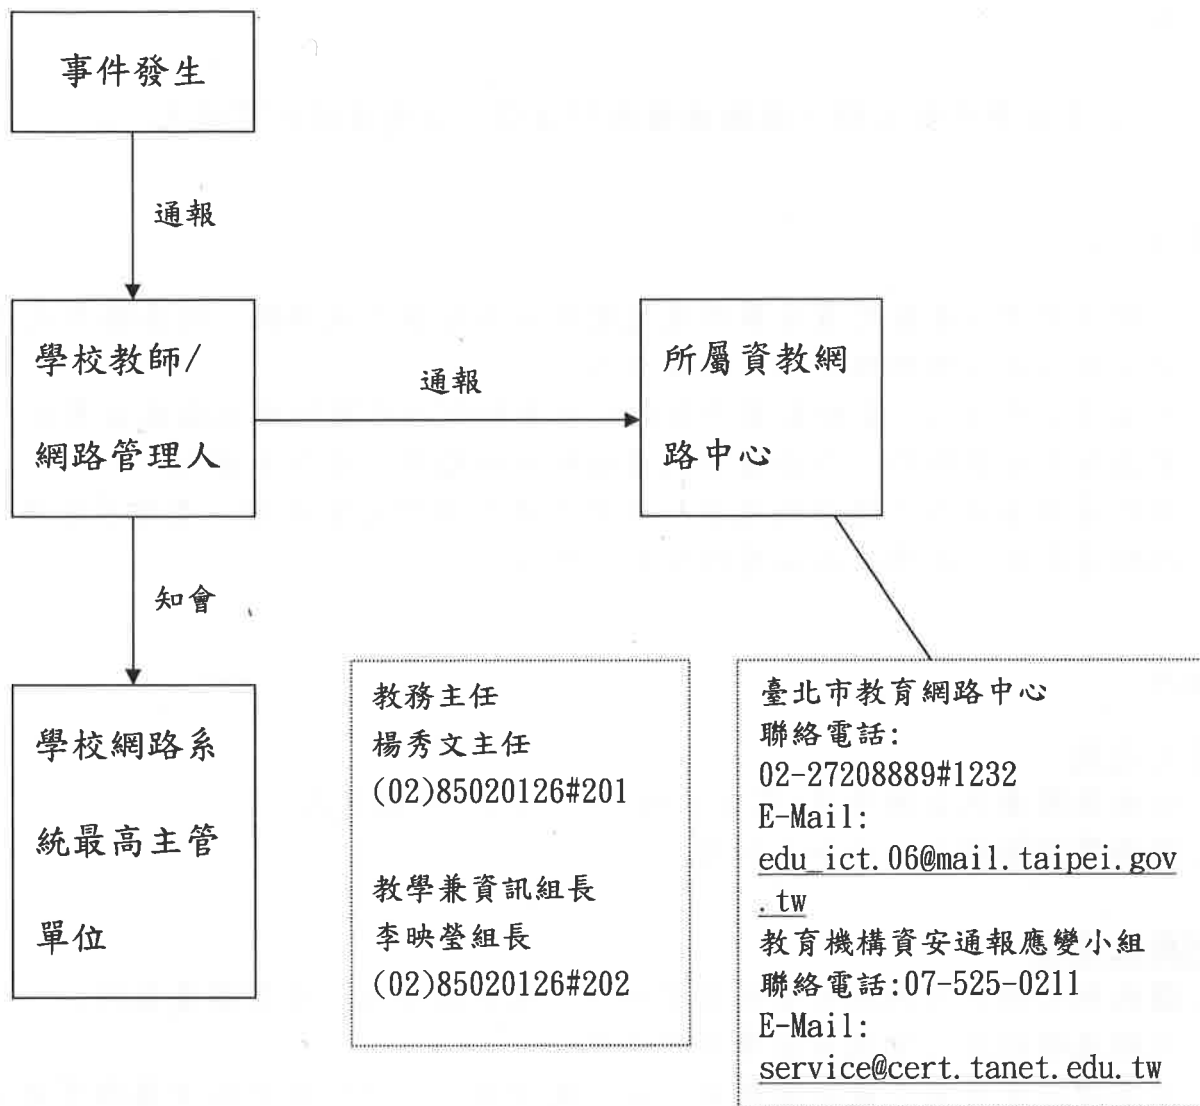 事件發生
通報
學校教師/
網路管理人
通報
所屬資教網
路中心
知會
學校網路系
統最高主管
單位
教務主任
楊秀文主任
(02)85020126#201
教學兼資訊組長
李映瑩組長
(02)85020126#202
臺北市教育網路中心
聯絡電話:
02-27208889#1232
E-Mail:
edu_ict.06@mail.taipei.gov
.tw
教育機構資安通報應變小組
聯絡電話:07-525-0211
E-Mail:
service@cert.tanet.edu.tw